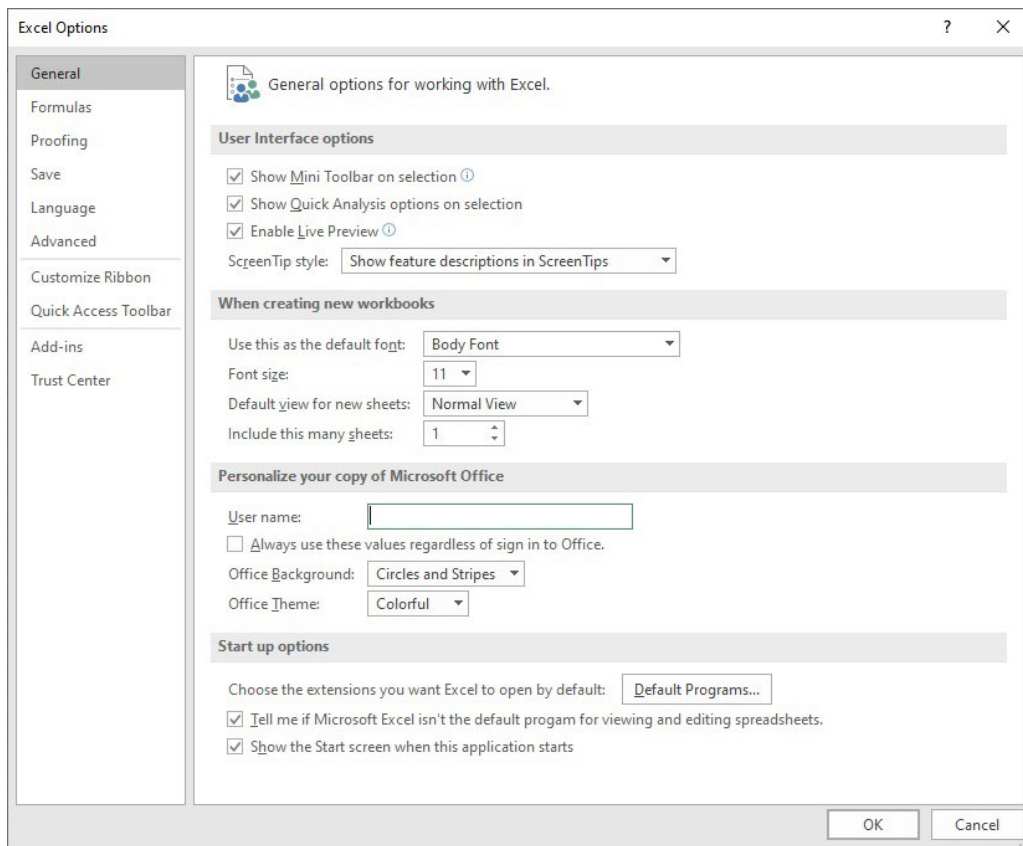 Excel Options
?
General
Formulas
Proofing
Save
Language
Advanced
Customize Ribbon
Quick Access Toolbar
Add-ins
Trust Center
General options for working with Excel.
User Interface options
Show Mini Toolbar on selection
Show Quick Analysis options on selection
Enable Live Preview
ScreenTip style: Show feature descriptions in ScreenTips
When creating new workbooks
Use this as the default font: Body Font
Font size: 11
Default view for new sheets: Normal View
Include this many sheets: 1
Personalize your copy of Microsoft Office
User name:
Always use these values regardless of sign in to Office.
Office Background: Circles and Stripes
Office Theme: Colorful
Start up options
Choose the extensions you want Excel to open by default: Default Programs...
Tell me if Microsoft Excel isn't the default progam for viewing and editing spreadsheets.
Show the Start screen when this application starts
OK Cancel